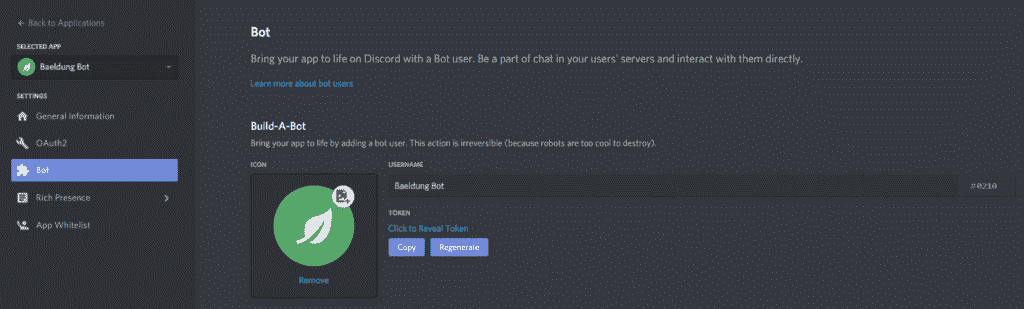 ← Back to Applications
SELECTED APP
Baeldung Bot
SETTINGS
General Information
OAuth2
Bot
Rich Presence
App Whitelist
Bot
Bring your app to life on Discord with a Bot user. Be a part of chat in your users' servers and interact with them directly.
Learn more about bot users
Build-A-Bot
Bring your app to life by adding a bot user. This action is irreversible (because robots are too cool to destroy).
ICON
Remove
USERNAME
Baeldung Bot #0210
TOKEN
Click to Reveal Token
Copy Regenerate